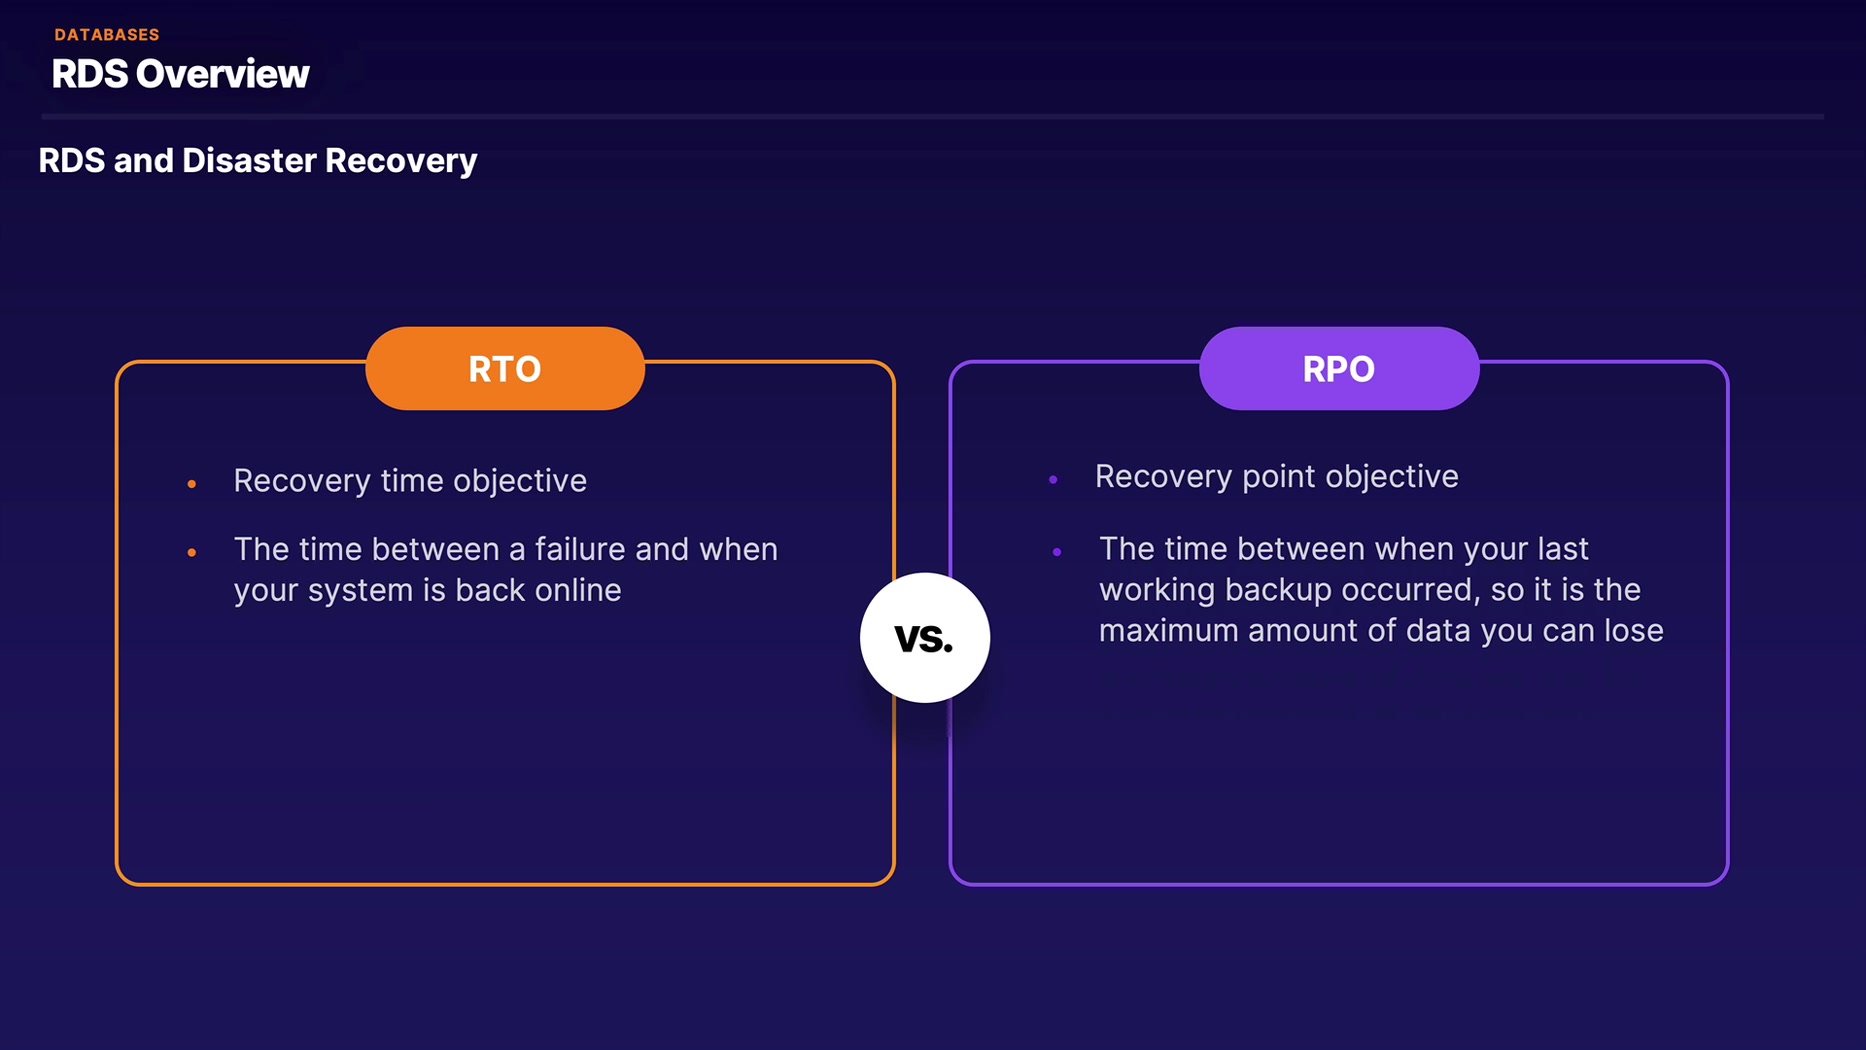 DATABASES
RDS Overview
RDS and Disaster Recovery
RTO
• Recovery time objective
• The time between a failure and when
your system is back online
vs.
RPO
• Recovery point objective
• The time between when your last
working backup occurred, so it is the
maximum amount of data you can lose